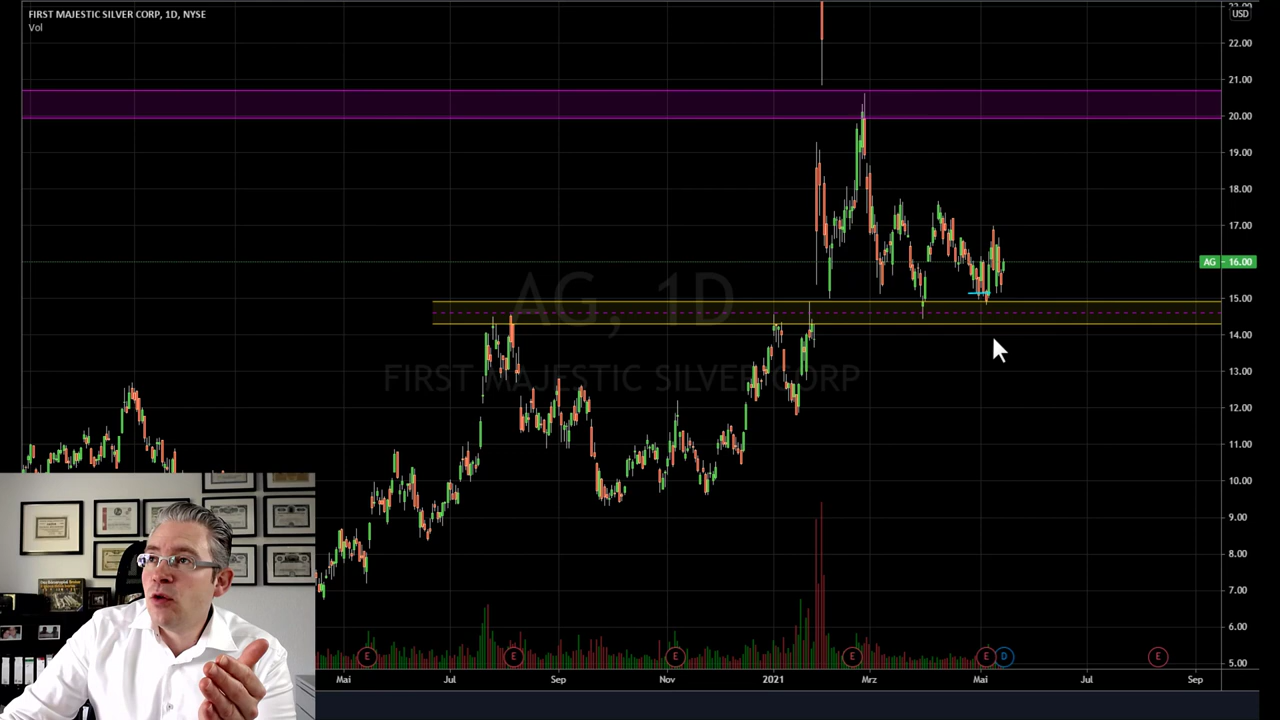 FIRST MAJESTIC SILVER CORP, 1D, NYSE
Vol
USD
22.00
21.00
20.00
19.00
18.00
17.00
AG 16.00
15.00
14.00
13.00
12.00
11.00
10.00
9.00
8.00
7.00
6.00
5.00
AG, 1D
FIRST MAJESTIC SILVER CORP
E E E E E D E
Mai Jul Sep Nov 2021 Mrz Mai Jul Sep